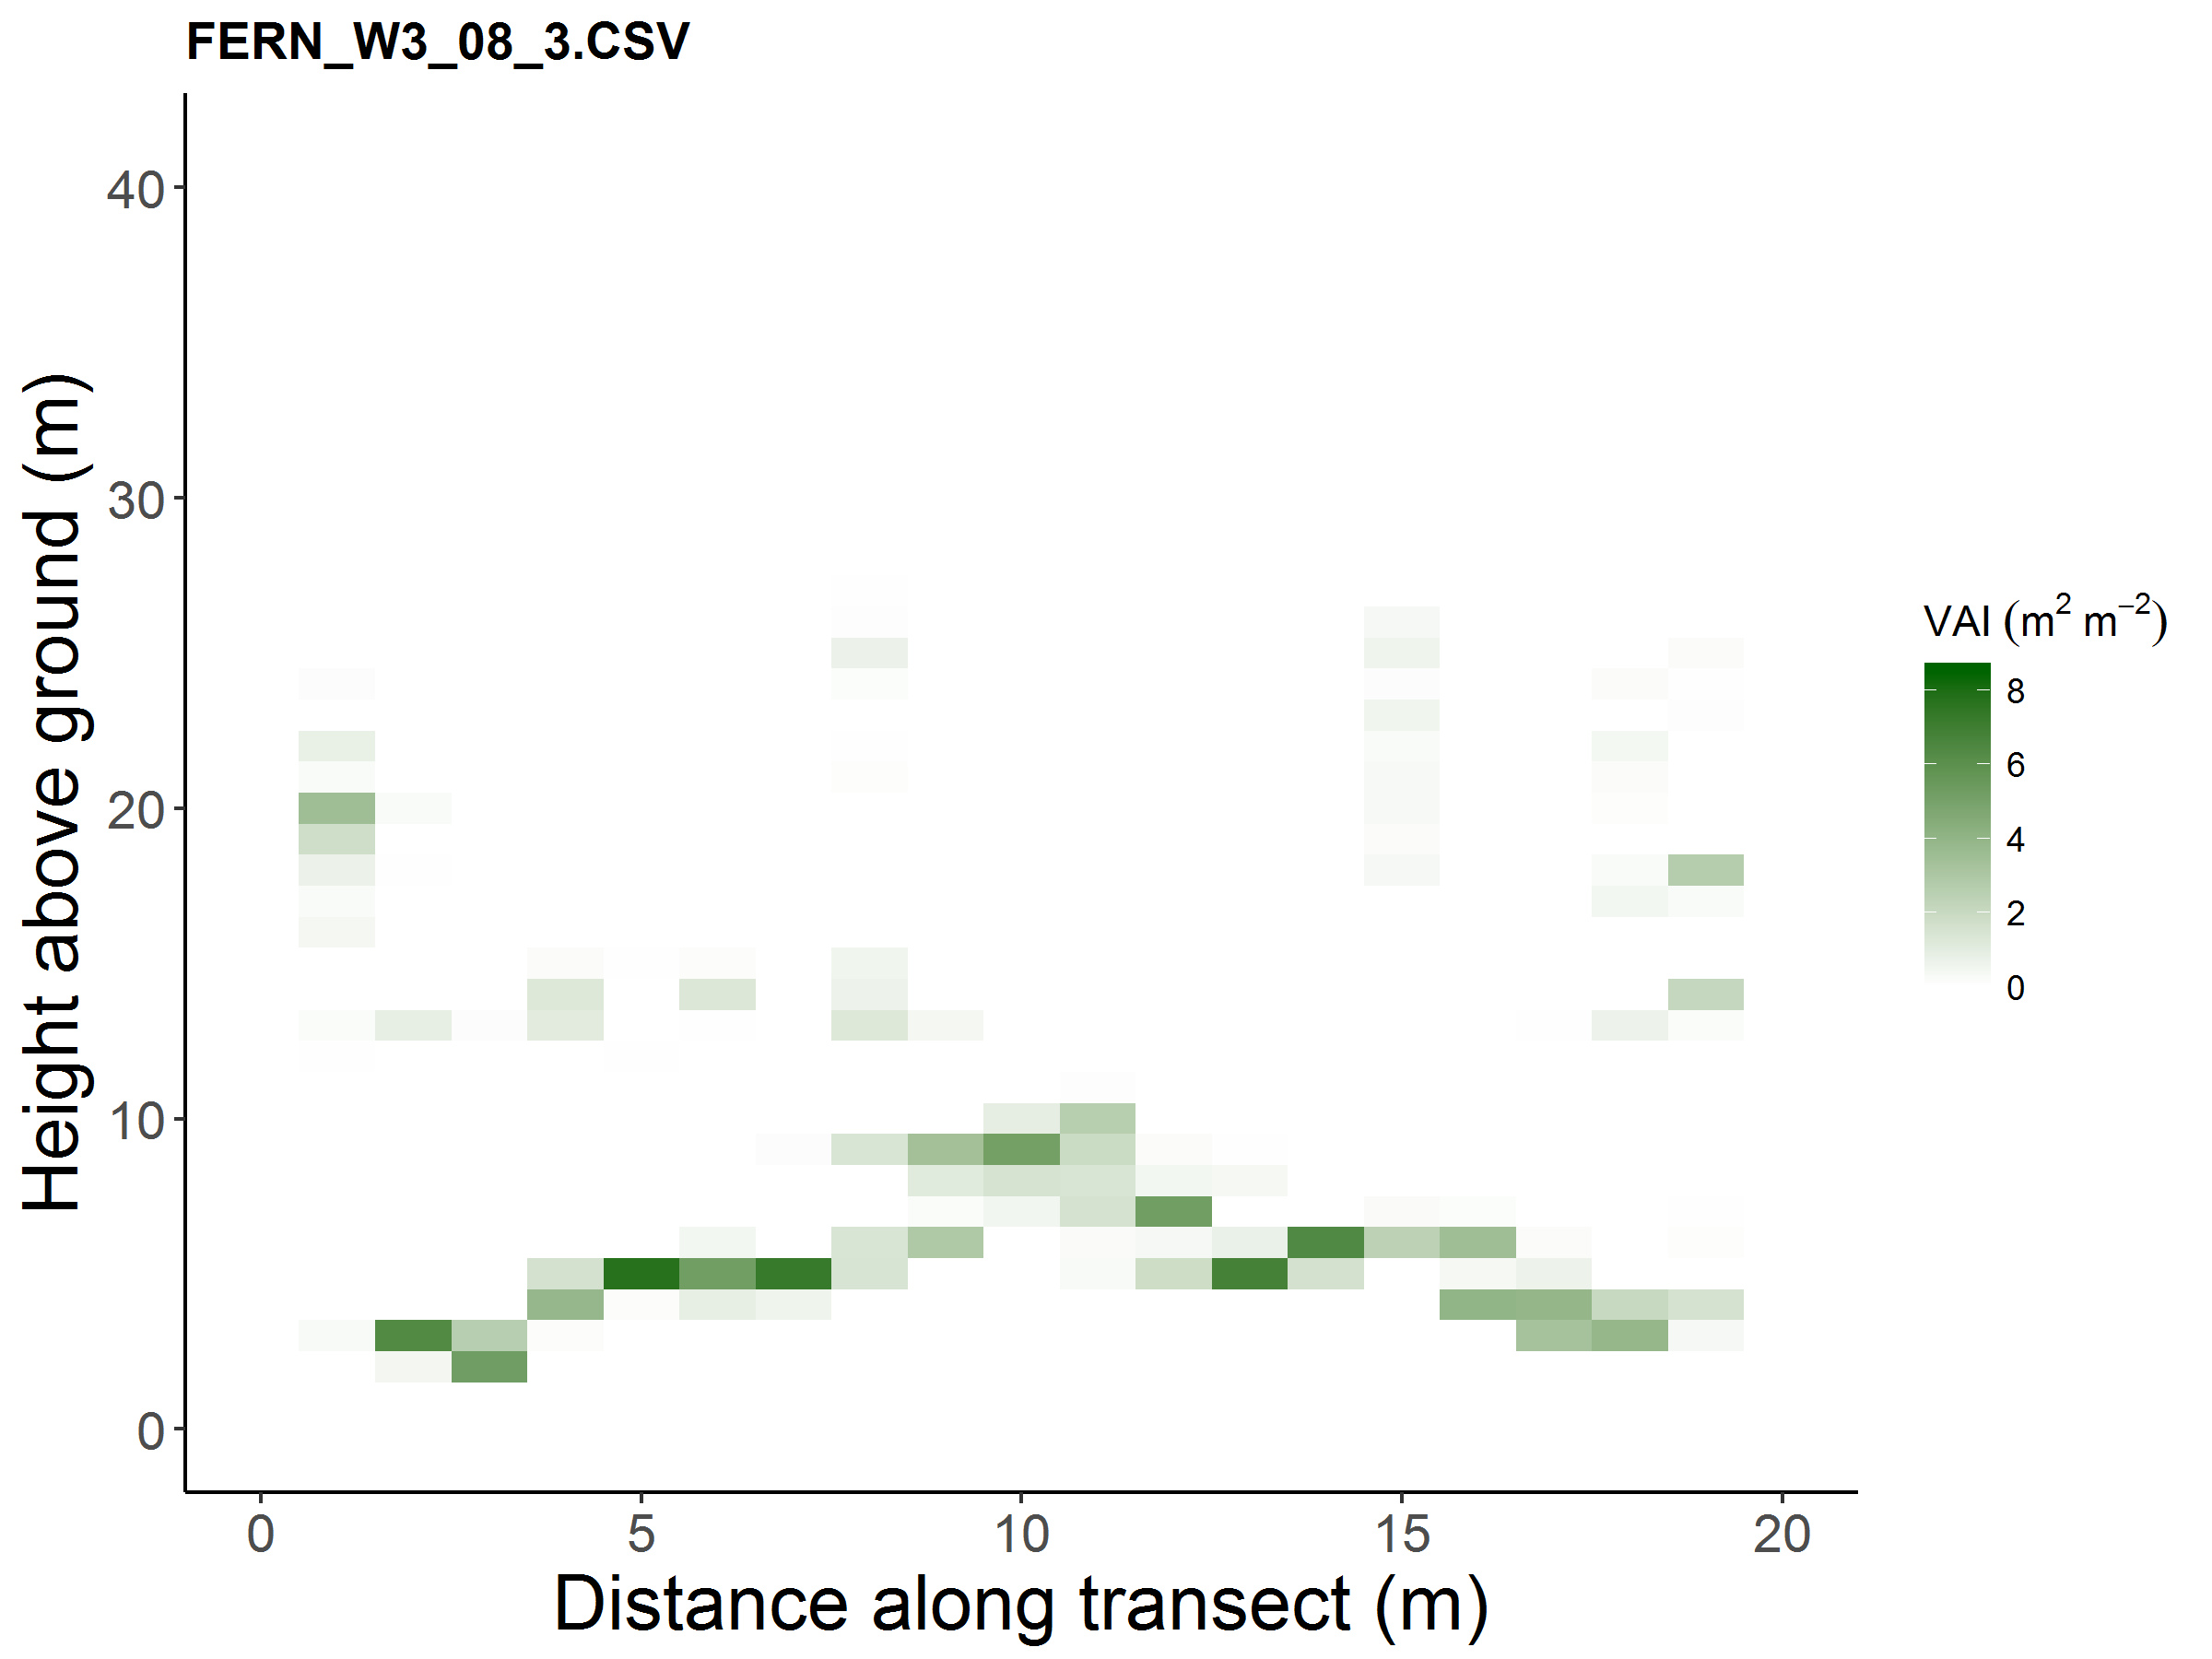 FERN_W3_08_3.CSV
Height above ground (m)
40
30
20
10
0
0 5 10 15 20
Distance along transect (m)
VAI (m² m⁻²)
8
6
4
2
0